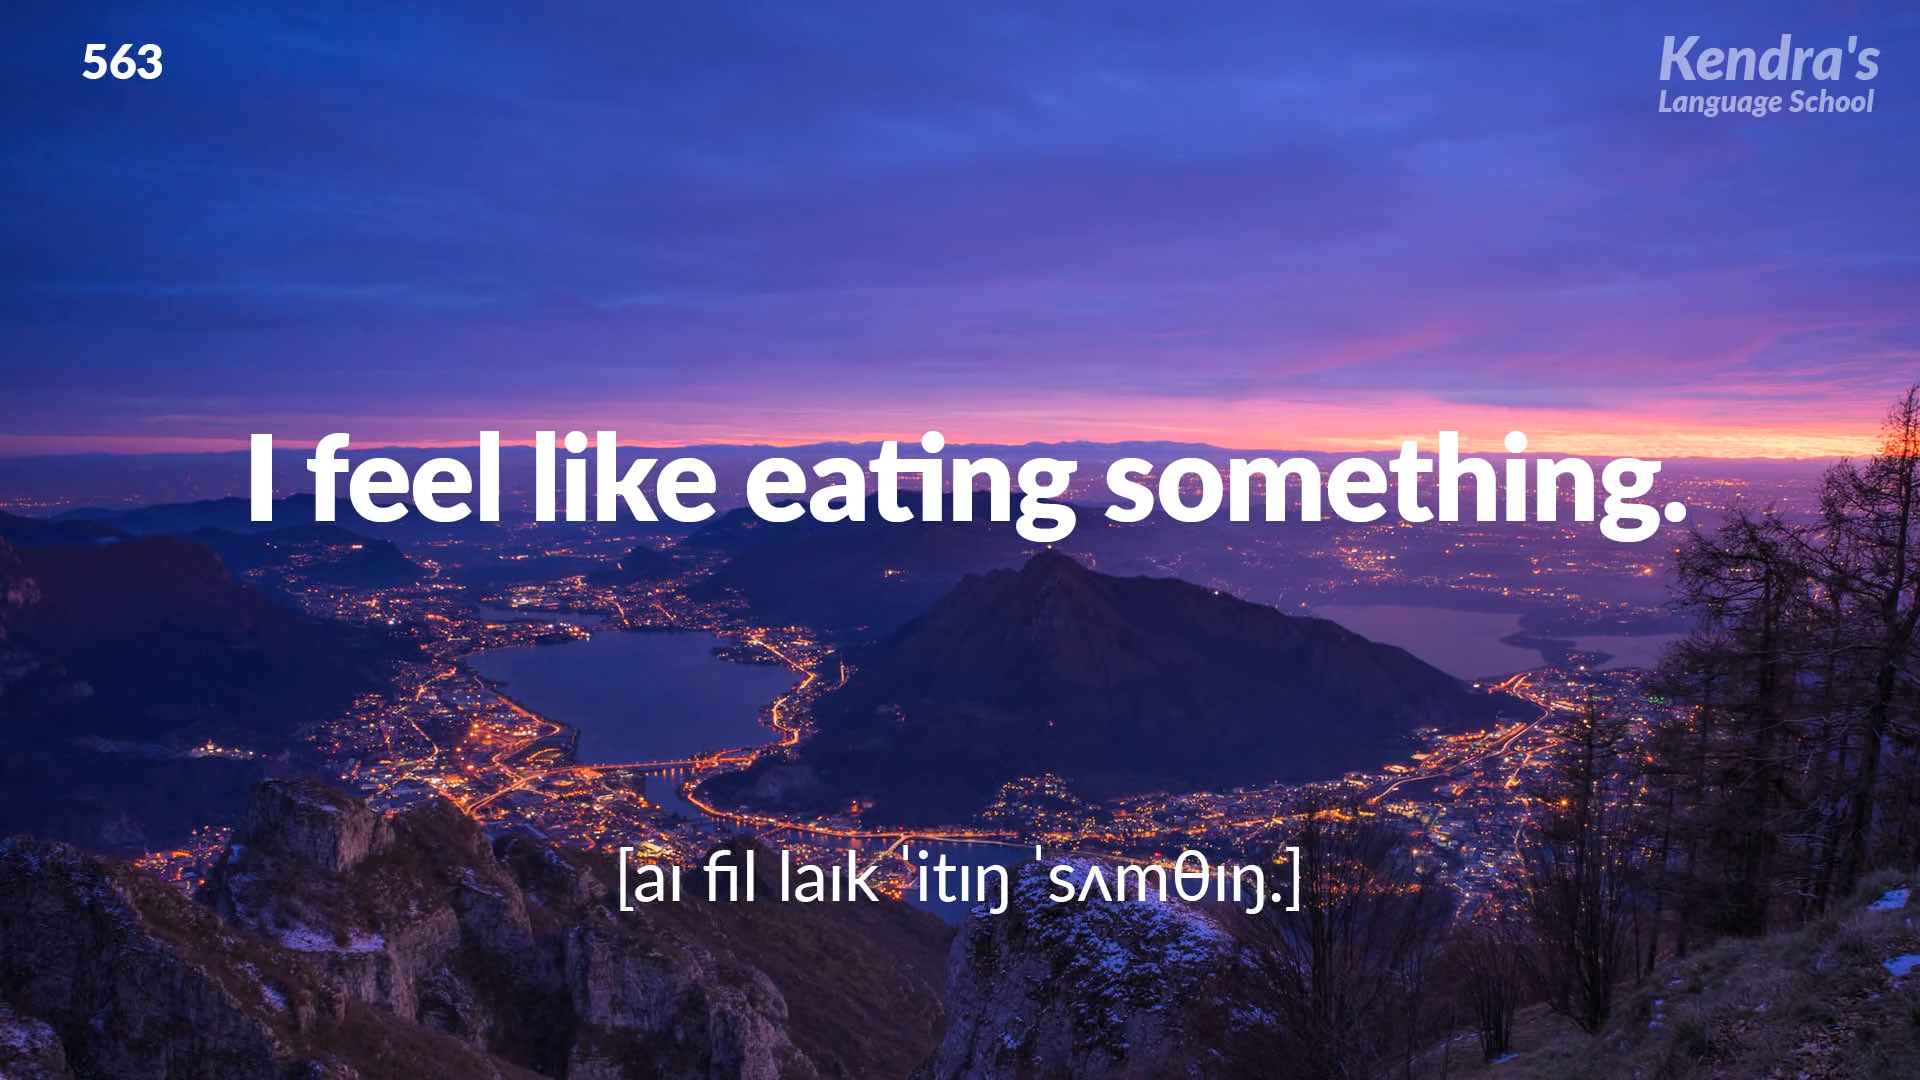 563
Kendra's
Language School
I feel like eating something.
[aɪ fil laɪk ˈitɪŋ ˈsʌmθɪŋ.]